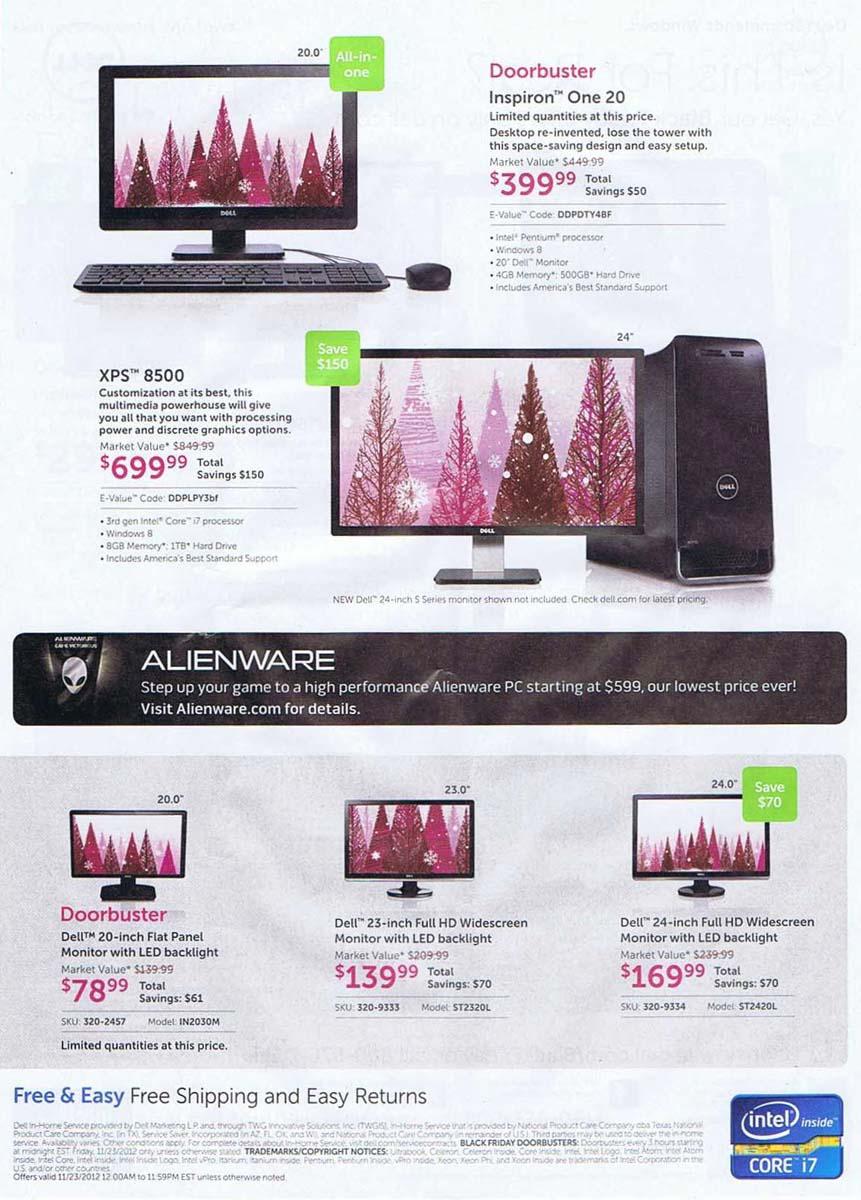 20.0"
All-in-
one
Doorbuster
Inspiron™ One 20
Limited quantities at this price.
Desktop re-invented, lose the tower with
this space-saving design and easy setup.
Market Value* $449.99
$399⁹⁹ Total
Savings $50
E-Value™ Code: DDPDTY4BF
• Intel® Pentium® processor
• Windows 8
• 20" Dell™ Monitor
• 4GB Memory*; 500GB* Hard Drive
• Includes America's Best Standard Support
DELL
Save
$150
24"
XPS™ 8500
Customization at its best, this
multimedia powerhouse will give
you all that you want with processing
power and discrete graphics options.
Market Value* $849.99
$699⁹⁹ Total
Savings $150
E-Value™ Code: DDPLPY3bf
• 3rd gen Intel® Core™ i7 processor
• Windows 8
• 8GB Memory*; 1TB* Hard Drive
• Includes America's Best Standard Support
DELL
DELL
NEW Dell™ 24-inch S Series monitor shown not included. Check dell.com for latest pricing.
ALIENWARE
GAME VICTORIOUS
ALIENWARE
Step up your game to a high performance Alienware PC starting at $599, our lowest price ever!
Visit Alienware.com for details.
20.0"
Doorbuster
Dell™ 20-inch Flat Panel
Monitor with LED backlight
Market Value* $139.99
$78⁹⁹ Total
Savings: $61
SKU: 320-2457 Model: IN2030M
Limited quantities at this price.
23.0"
Dell™ 23-inch Full HD Widescreen
Monitor with LED backlight
Market Value* $209.99
$139⁹⁹ Total
Savings: $70
SKU: 320-9333 Model: ST2320L
24.0"
Save
$70
Dell™ 24-inch Full HD Widescreen
Monitor with LED backlight
Market Value* $239.99
$169⁹⁹ Total
Savings: $70
SKU: 320-9334 Model: ST2420L
Free & Easy Free Shipping and Easy Returns
Dell In-Home Service provided by Dell Marketing L.P. and, through TWG Innovative Solutions, Inc. (TWGIS), In-Home Service that is provided by National Product Care Company dba Texas National
Product Care Company, Inc. (in TX), Service Saver, Incorporated (in AZ, FL, OK, and WI), and National Product Care Company (in remainder of U.S.). Third parties may be used to deliver the in-home
service. Availability varies. Other conditions apply. For complete details about In-Home Service, visit dell.com/servicecontracts. BLACK FRIDAY DOORBUSTERS: Doorbusters every 3 hours starting
at midnight EST Friday, 11/23/2012 only unless otherwise stated. TRADEMARKS/COPYRIGHT NOTICES: Ultrabook, Celeron, Celeron Inside, Core Inside, Intel, Intel Logo, Intel Atom, Intel Atom
Inside, Intel Core, Intel Inside, Intel Inside Logo, Intel vPro, Itanium, Itanium Inside, Pentium, Pentium Inside, vPro Inside, Xeon, Xeon Phi, and Xeon Inside are trademarks of Intel Corporation in the
U.S. and/or other countries.
Offers valid 11/23/2012 12:00AM to 11:59PM EST unless otherwise noted.
intel inside™
CORE™ i7